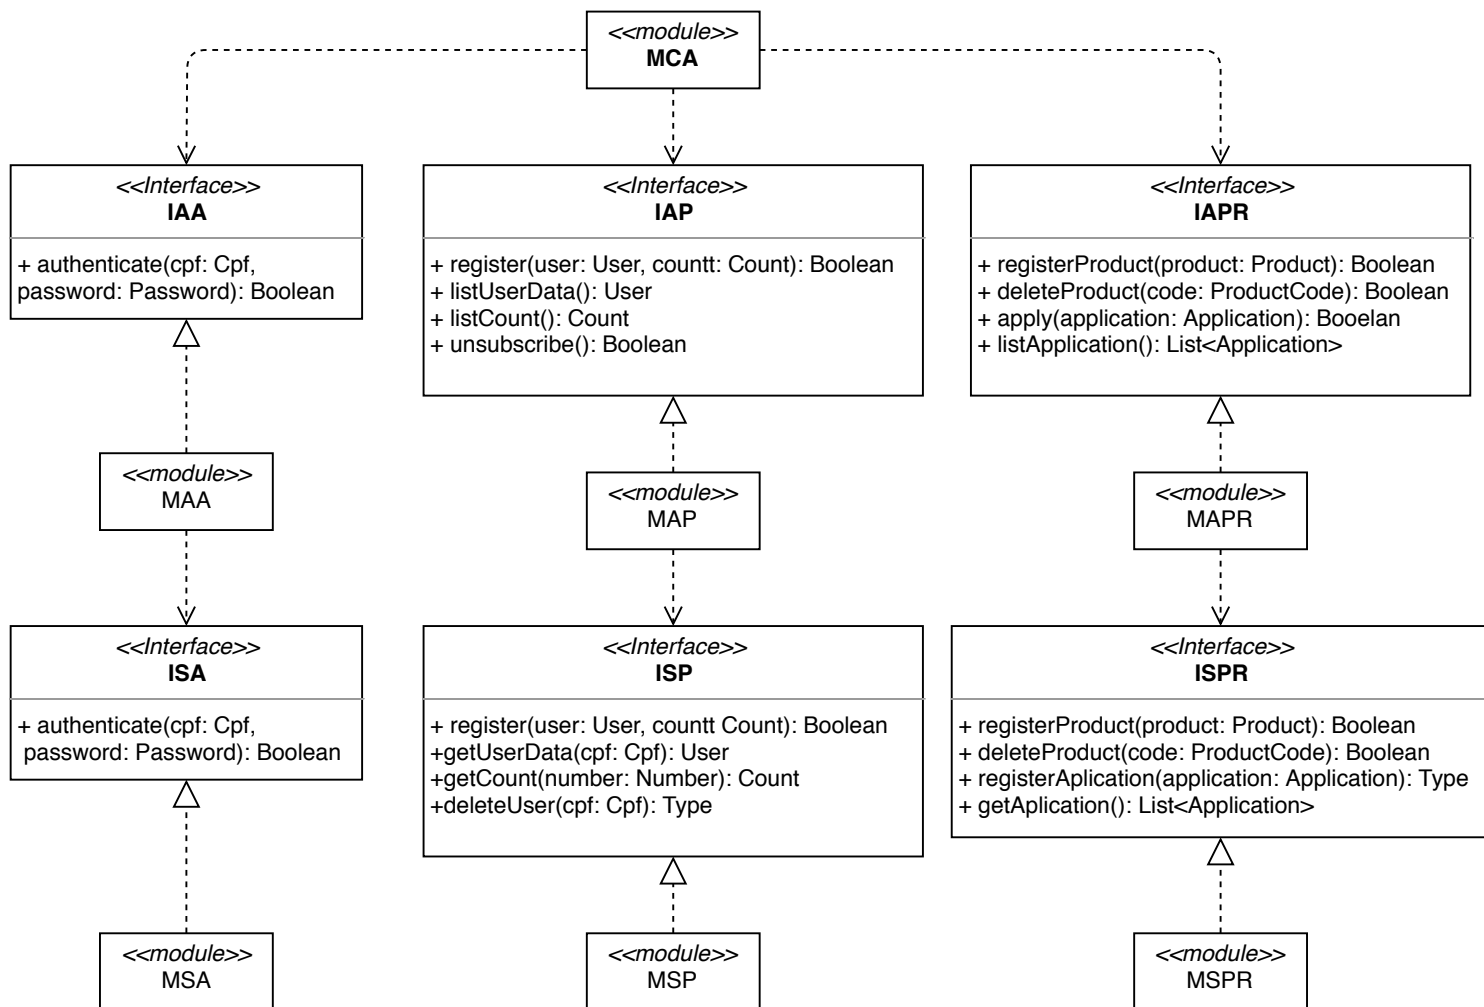 <<module>>
MCA
<<Interface>>
IAA
+ authenticate(cpf: Cpf,
password: Password): Boolean
<<Interface>>
IAP
+ register(user: User, countt: Count): Boolean
+ listUserData(): User
+ listCount(): Count
+ unsubscribe(): Boolean
<<Interface>>
IAPR
+ registerProduct(product: Product): Boolean
+ deleteProduct(code: ProductCode): Boolean
+ apply(application: Application): Booelan
+ listApplication(): List<Application>
<<module>>
MAA
<<module>>
MAP
<<module>>
MAPR
<<Interface>>
ISA
+ authenticate(cpf: Cpf,
password: Password): Boolean
<<Interface>>
ISP
+ register(user: User, countt Count): Boolean
+getUserData(cpf: Cpf): User
+getCount(number: Number): Count
+deleteUser(cpf: Cpf): Type
<<Interface>>
ISPR
+ registerProduct(product: Product): Boolean
+ deleteProduct(code: ProductCode): Boolean
+ registerAplication(application: Application): Type
+ getAplication(): List<Application>
<<module>>
MSA
<<module>>
MSP
<<module>>
MSPR